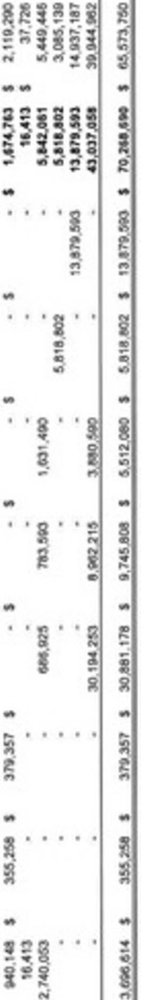 940,148 $ 355,258 $ 379,357 $ - $ - $ - $ - $ - $ 1,674,763 $ 2,119,290
16,413 - - - - - - - 16,413 $ 37,726
2,740,053 - - 686,925 783,593 1,631,490 - - 5,842,061 5,449,446
- - - - - - 5,818,802 - 5,818,802 3,085,139
- - - - - - - 13,879,593 13,879,593 14,937,187
- - - 30,194,253 8,962,215 3,880,590 - - 43,037,058 39,944,962
3,696,614 $ 355,258 $ 379,357 $ 30,881,178 $ 9,745,808 $ 5,512,080 $ 5,818,802 $ 13,879,593 $ 70,268,690 $ 65,573,750